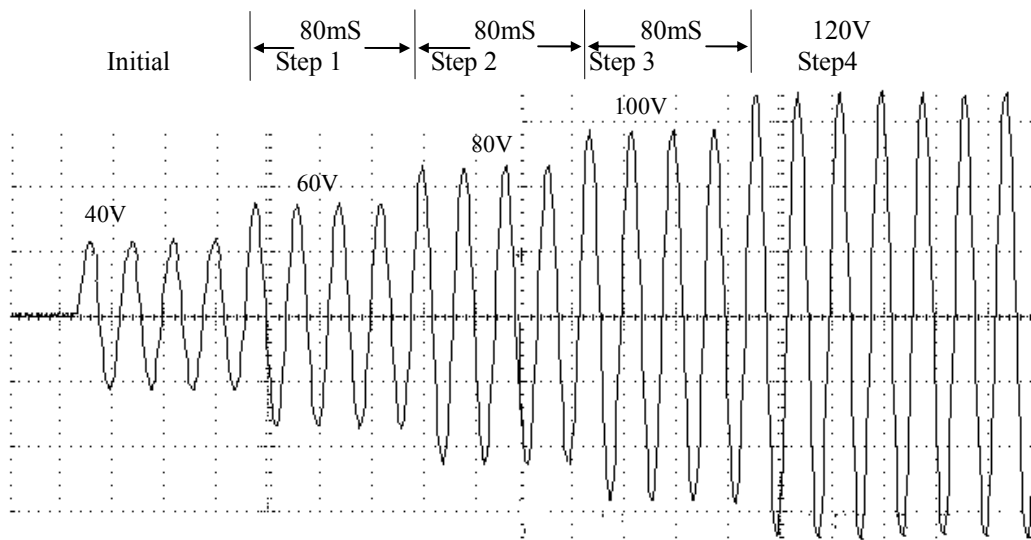 80mS 80mS 80mS 120V
Initial Step 1 Step 2 Step 3 Step4
100V
80V
60V
40V